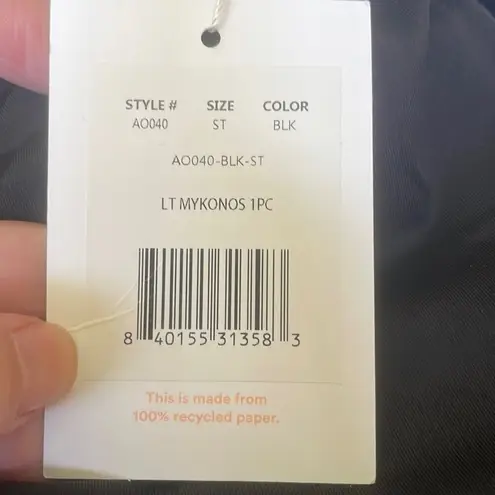 STYLE # SIZE COLOR
AO040 ST BLK
AO040-BLK-ST
LT MYKONOS 1PC
8 40155 31358 3
This is made from
100% recycled paper.